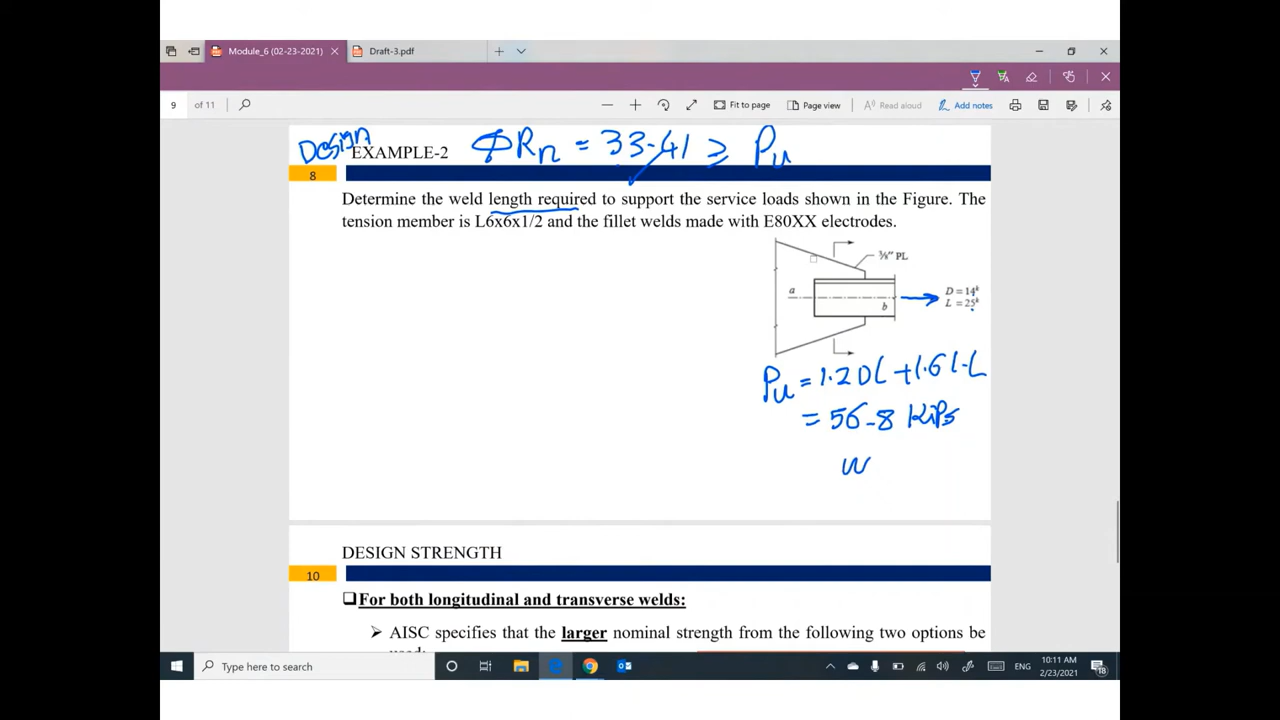 Module_6 (02-23-2021)
Draft-3.pdf
9 of 11
Fit to page
Page view
Read aloud
Add notes
Design
EXAMPLE-2
ΦRn = 33.41 ≥ Pu
8
Determine the weld length required to support the service loads shown in the Figure. The
tension member is L6x6x1/2 and the fillet welds made with E80XX electrodes.
3/8" PL
a
b
D = 14k
L = 25k
Pu = 1.2 DL + 1.6 L.L
= 56.8 Kips
W
DESIGN STRENGTH
10
For both longitudinal and transverse welds:
AISC specifies that the larger nominal strength from the following two options be
used:
Type here to search
ENG
10:11 AM
2/23/2021
18